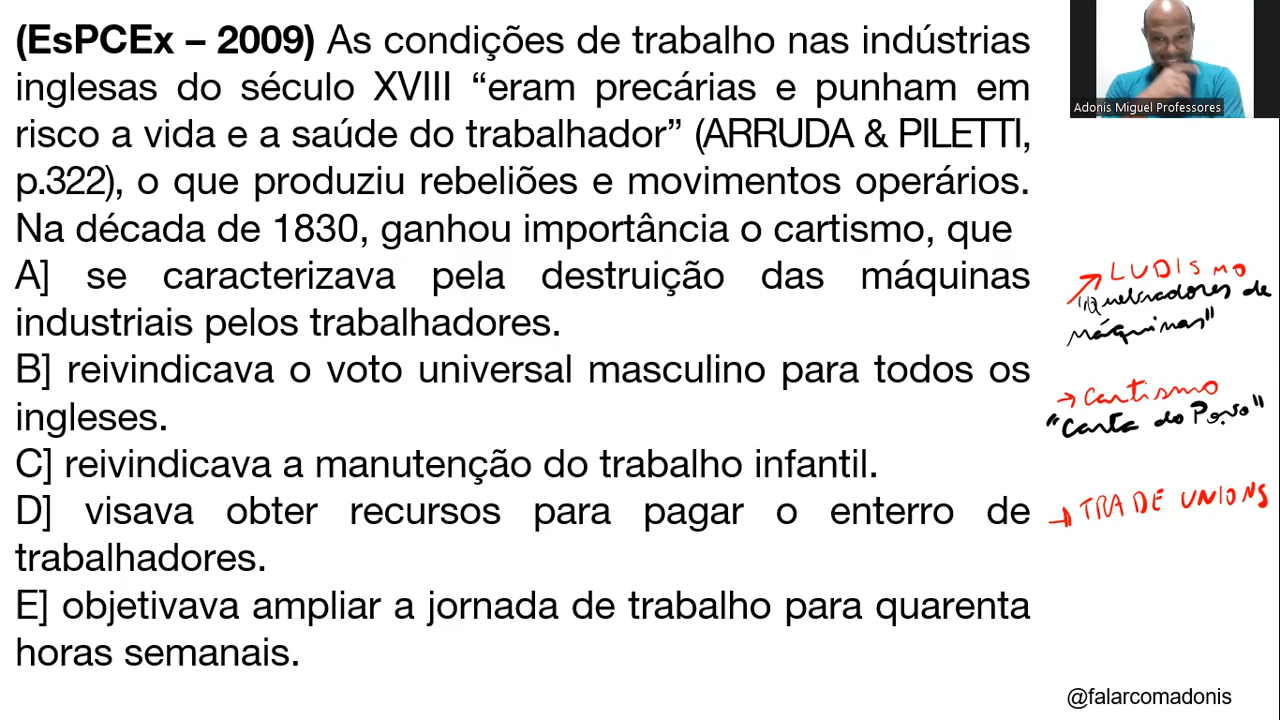 (EsPCEx – 2009) As condições de trabalho nas indústrias
inglesas do século XVIII “eram precárias e punham em
risco a vida e a saúde do trabalhador” (ARRUDA & PILETTI,
p.322), o que produziu rebeliões e movimentos operários.
Na década de 1830, ganhou importância o cartismo, que
A] se caracterizava pela destruição das máquinas
industriais pelos trabalhadores.
B] reivindicava o voto universal masculino para todos os
ingleses.
C] reivindicava a manutenção do trabalho infantil.
D] visava obter recursos para pagar o enterro de
trabalhadores.
E] objetivava ampliar a jornada de trabalho para quarenta
horas semanais.
Adonis Miguel Professores
→ LUDISMO
"Quebradores de
máquinas"
→ Cartismo
"Carta do Povo"
→ TRADE UNIONS
@falarcomadonis